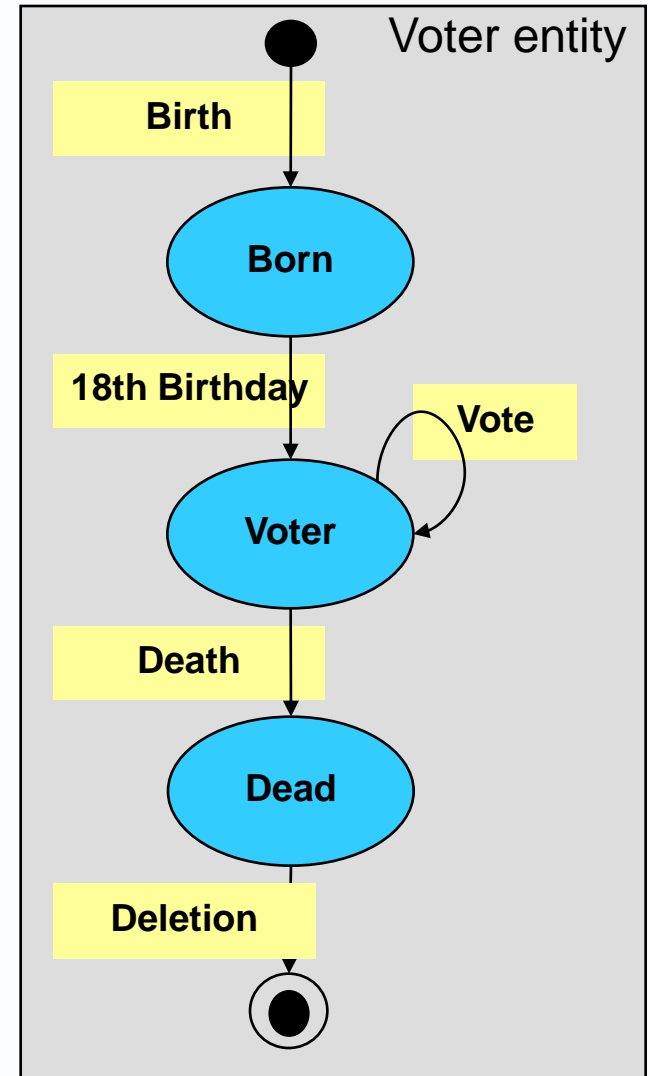 Voter entity
Birth
Born
18th Birthday
Vote
Voter
Death
Dead
Deletion